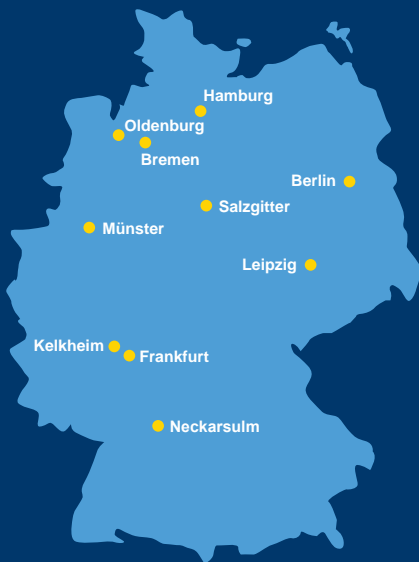 Hamburg
Oldenburg
Bremen
Berlin
Salzgitter
Münster
Leipzig
Kelkheim
Frankfurt
Neckarsulm